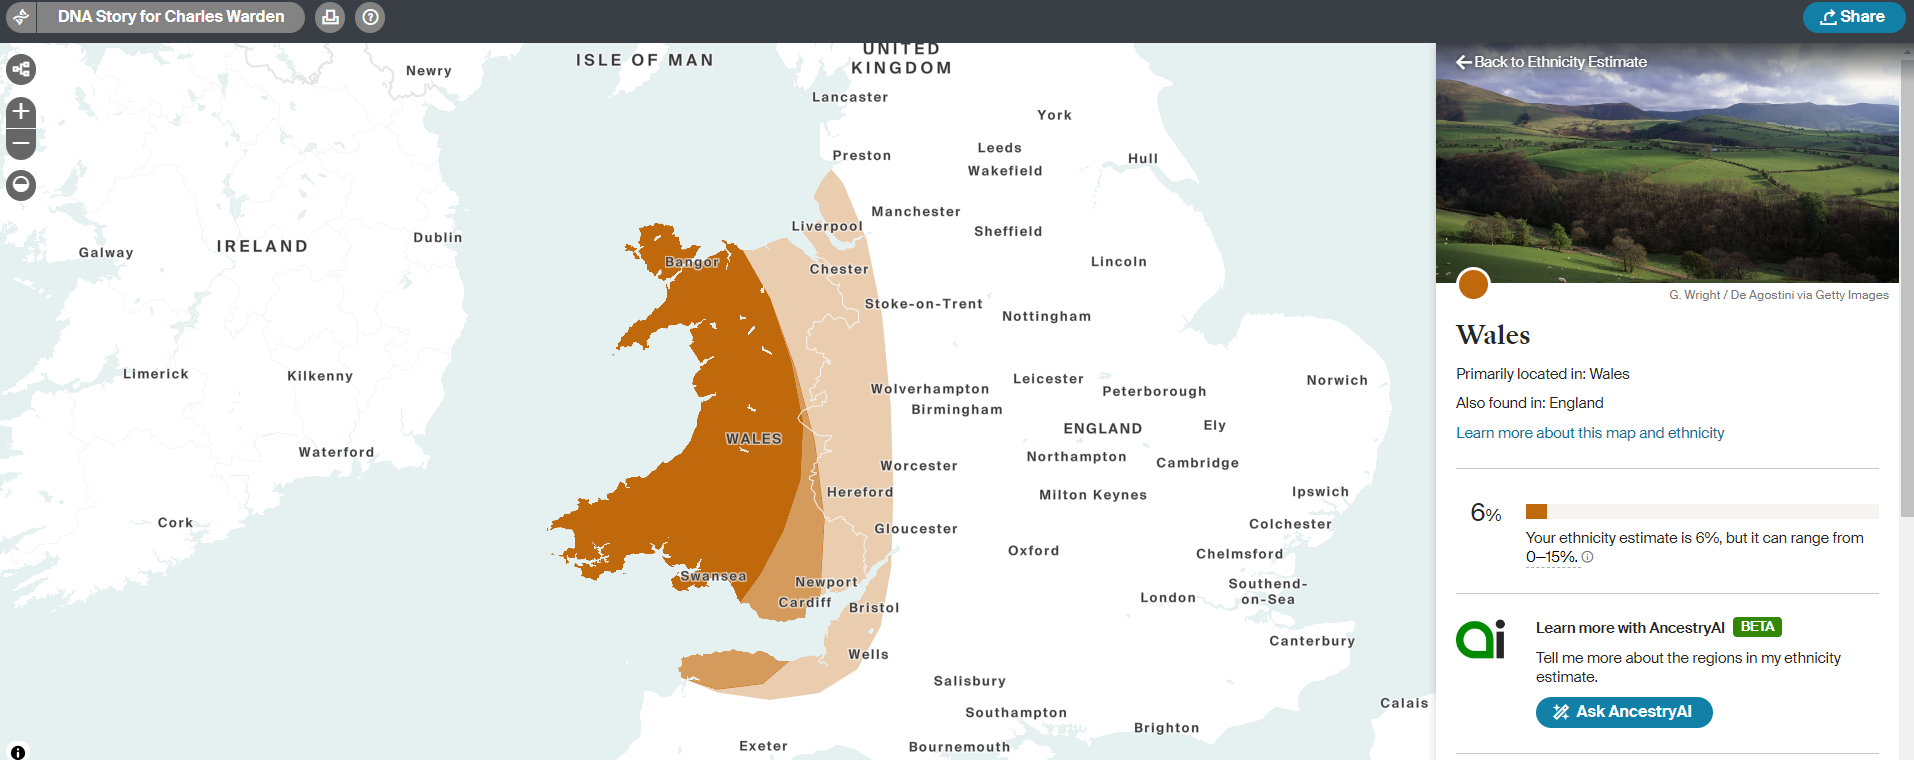 DNA Story for Charles Warden
?
Share
ISLE OF MAN
UNITED
KINGDOM
Newry
Lancaster
York
Preston
Leeds
Wakefield
Hull
Manchester
Liverpool
Sheffield
Galway
IRELAND
Dublin
Bangor
Chester
Lincoln
Stoke-on-Trent
Nottingham
Limerick
Kilkenny
Wolverhampton
Leicester
Peterborough
Norwich
Birmingham
WALES
ENGLAND
Ely
Waterford
Northampton
Cambridge
Worcester
Hereford
Milton Keynes
Ipswich
Cork
Gloucester
Colchester
Oxford
Chelmsford
Swansea
Newport
Southend-
on-Sea
Cardiff
Bristol
London
Canterbury
Wells
Salisbury
Southampton
Calais
Brighton
Exeter
Bournemouth
Back to Ethnicity Estimate
G. Wright / De Agostini via Getty Images
Wales
Primarily located in: Wales
Also found in: England
Learn more about this map and ethnicity
6%
Your ethnicity estimate is 6%, but it can range from
0—15%.
ai
Learn more with AncestryAI BETA
Tell me more about the regions in my ethnicity
estimate.
Ask AncestryAI